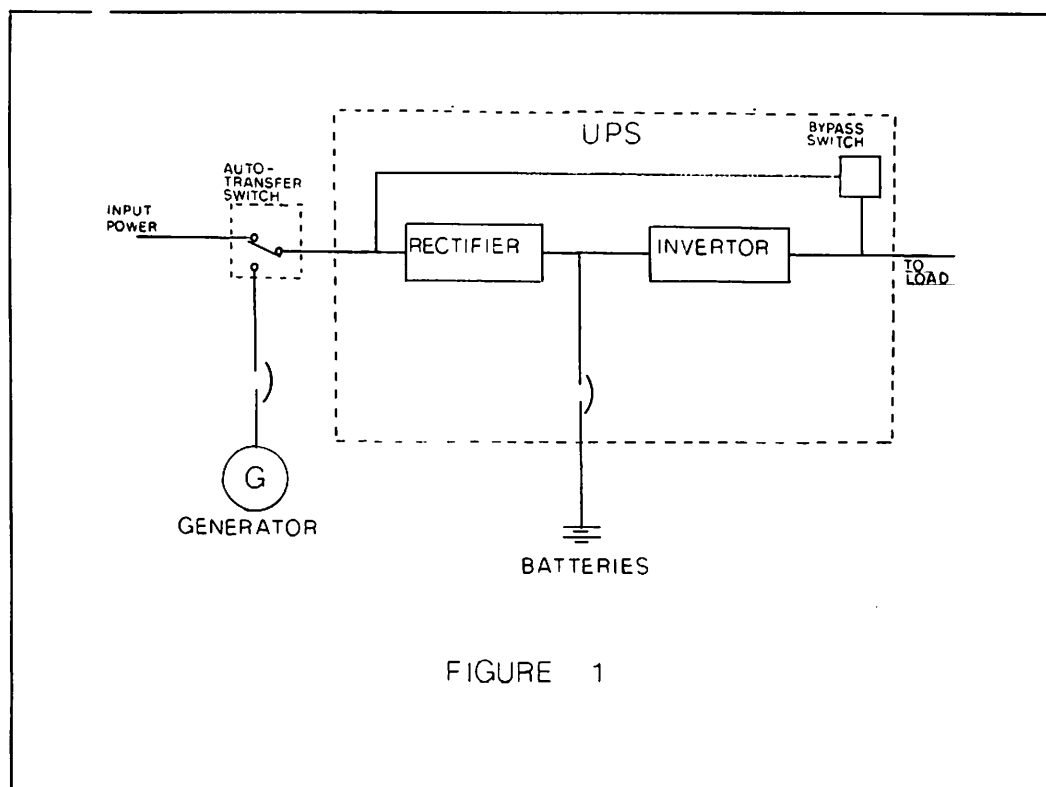 UPS
BYPASS
SWITCH
AUTO-
TRANSFER
SWITCH
INPUT
POWER
RECTIFIER
INVERTOR
TO
LOAD
G
GENERATOR
BATTERIES
FIGURE 1